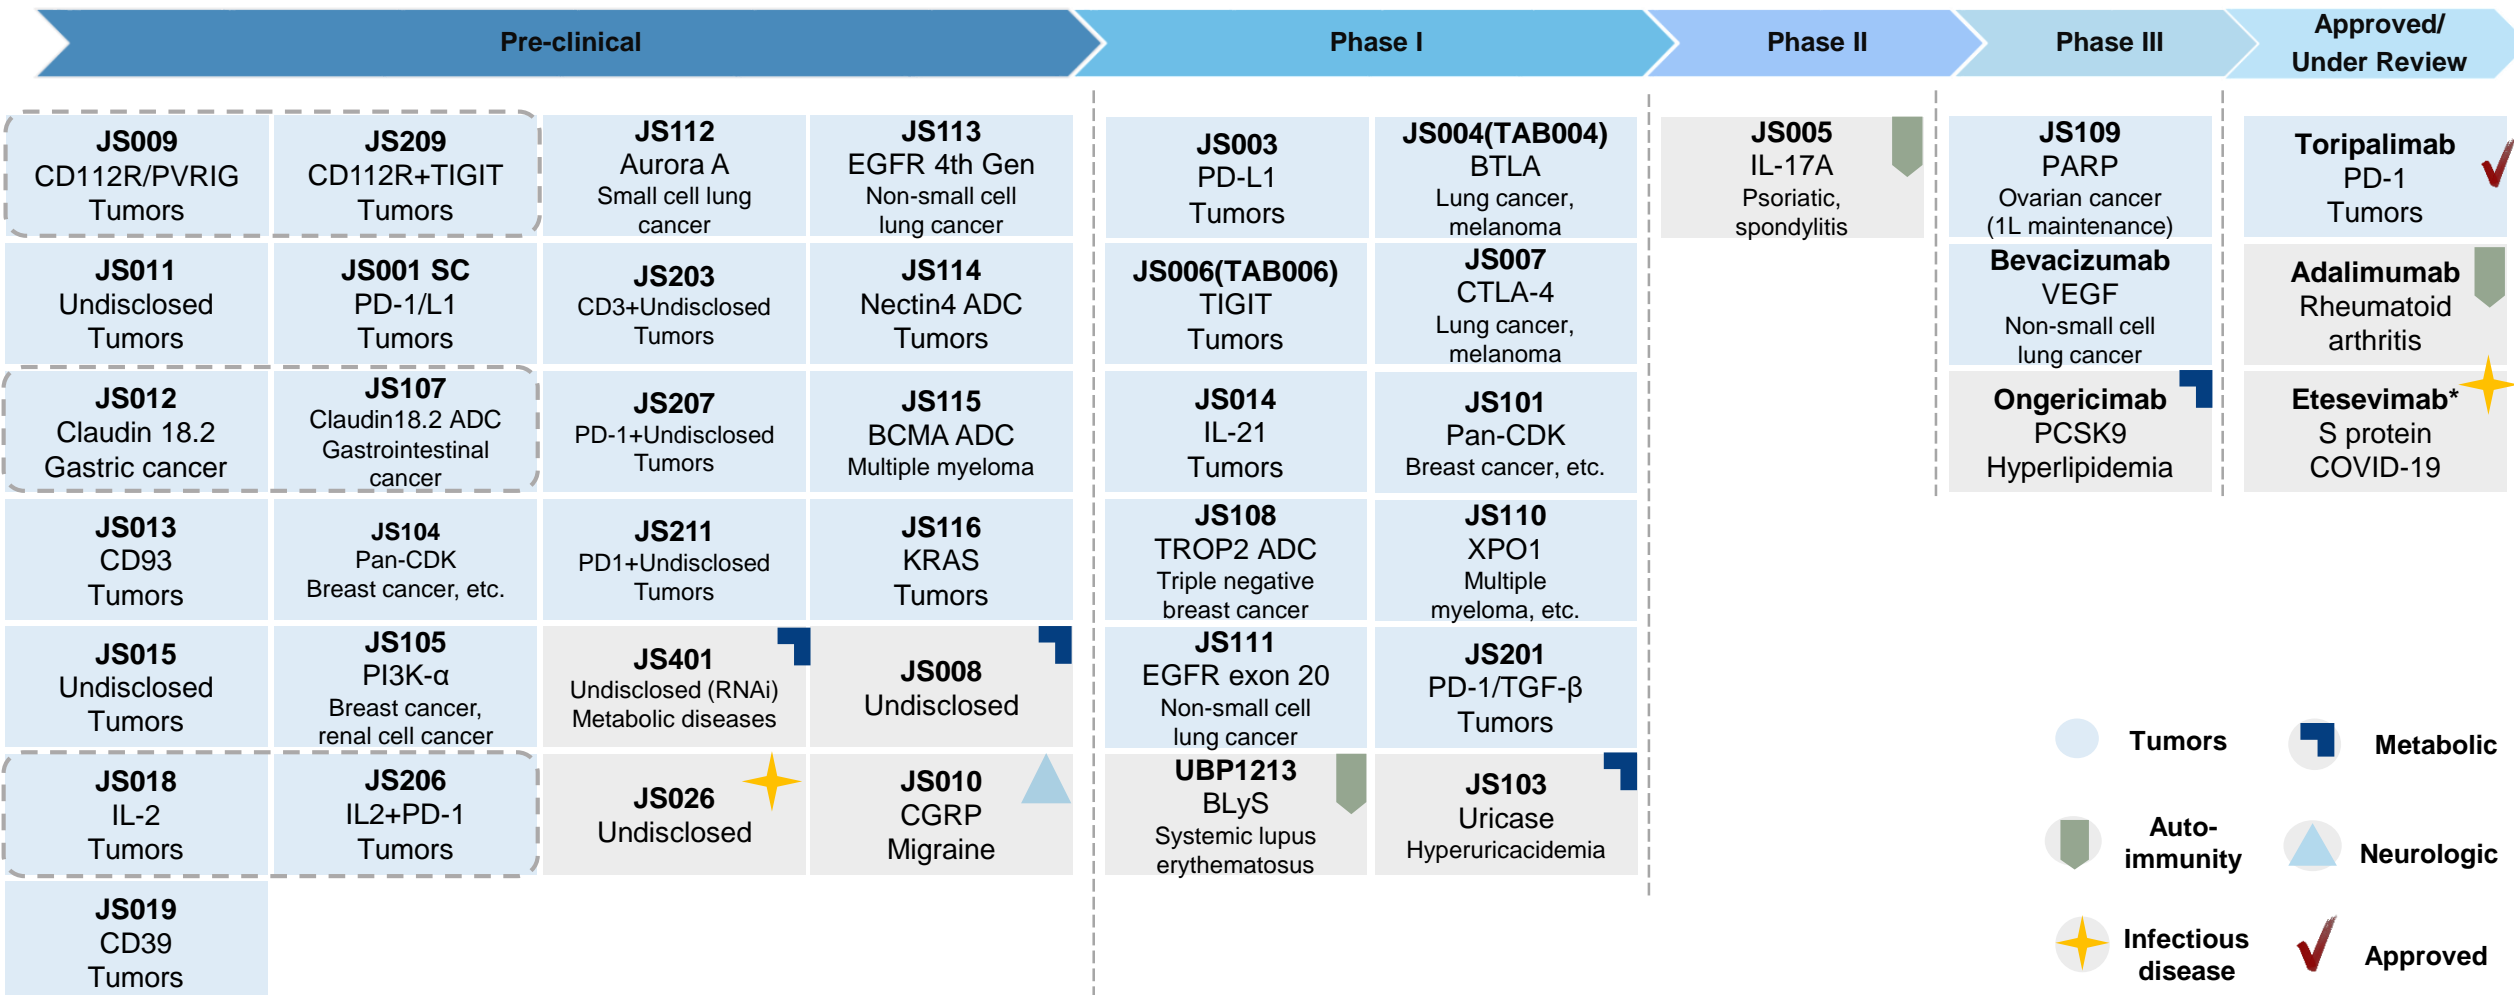 Pre-clinical
Phase I
Phase II
Phase III
Approved/
Under Review
JS009
CD112R/PVRIG
Tumors
JS209
CD112R+TIGIT
Tumors
JS112
Aurora A
Small cell lung
cancer
JS113
EGFR 4th Gen
Non-small cell
lung cancer
JS003
PD-L1
Tumors
JS004(TAB004)
BTLA
Lung cancer,
melanoma
JS005
IL-17A
Psoriatic,
spondylitis
JS109
PARP
Ovarian cancer
(1L maintenance)
Toripalimab
PD-1
Tumors
JS011
Undisclosed
Tumors
JS001 SC
PD-1/L1
Tumors
JS203
CD3+Undisclosed
Tumors
JS114
Nectin4 ADC
Tumors
JS006(TAB006)
TIGIT
Tumors
JS007
CTLA-4
Lung cancer,
melanoma
Bevacizumab
VEGF
Non-small cell
lung cancer
Adalimumab
Rheumatoid
arthritis
JS012
Claudin 18.2
Gastric cancer
JS107
Claudin18.2 ADC
Gastrointestinal
cancer
JS207
PD-1+Undisclosed
Tumors
JS115
BCMA ADC
Multiple myeloma
JS014
IL-21
Tumors
JS101
Pan-CDK
Breast cancer, etc.
Ongericimab
PCSK9
Hyperlipidemia
Etesevimab*
S protein
COVID-19
JS013
CD93
Tumors
JS104
Pan-CDK
Breast cancer, etc.
JS211
PD1+Undisclosed
Tumors
JS116
KRAS
Tumors
JS108
TROP2 ADC
Triple negative
breast cancer
JS110
XPO1
Multiple
myeloma, etc.
JS015
Undisclosed
Tumors
JS105
PI3K-α
Breast cancer,
renal cell cancer
JS401
Undisclosed (RNAi)
Metabolic diseases
JS008
Undisclosed
JS111
EGFR exon 20
Non-small cell
lung cancer
JS201
PD-1/TGF-β
Tumors
JS018
IL-2
Tumors
JS206
IL2+PD-1
Tumors
JS026
Undisclosed
JS010
CGRP
Migraine
UBP1213
BLyS
Systemic lupus
erythematosus
JS103
Uricase
Hyperuricacidemia
JS019
CD39
Tumors
Tumors
Metabolic
Auto-
immunity
Neurologic
Infectious
disease
Approved